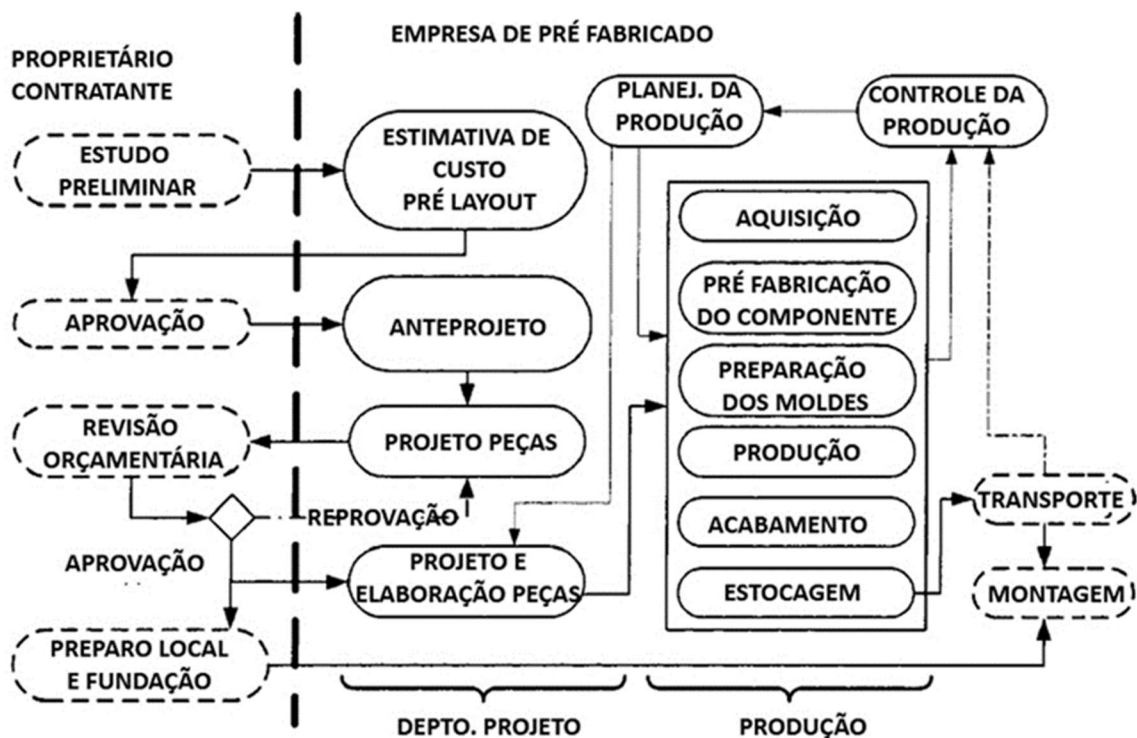 PROPRIETÁRIO
CONTRATANTE
EMPRESA DE PRÉ FABRICADO
ESTUDO
PRELIMINAR
ESTIMATIVA DE
CUSTO
PRÉ LAYOUT
PLANEJ. DA
PRODUÇÃO
CONTROLE DA
PRODUÇÃO
APROVAÇÃO
ANTEPROJETO
REVISÃO
ORÇAMENTÁRIA
PROJETO PEÇAS
REPROVAÇÃO
APROVAÇÃO
PROJETO E
ELABORAÇÃO PEÇAS
PREPARO LOCAL
E FUNDAÇÃO
AQUISIÇÃO
PRÉ FABRICAÇÃO
DO COMPONENTE
PREPARAÇÃO
DOS MOLDES
PRODUÇÃO
ACABAMENTO
ESTOCAGEM
TRANSPORTE
MONTAGEM
DEPTO. PROJETO
PRODUÇÃO